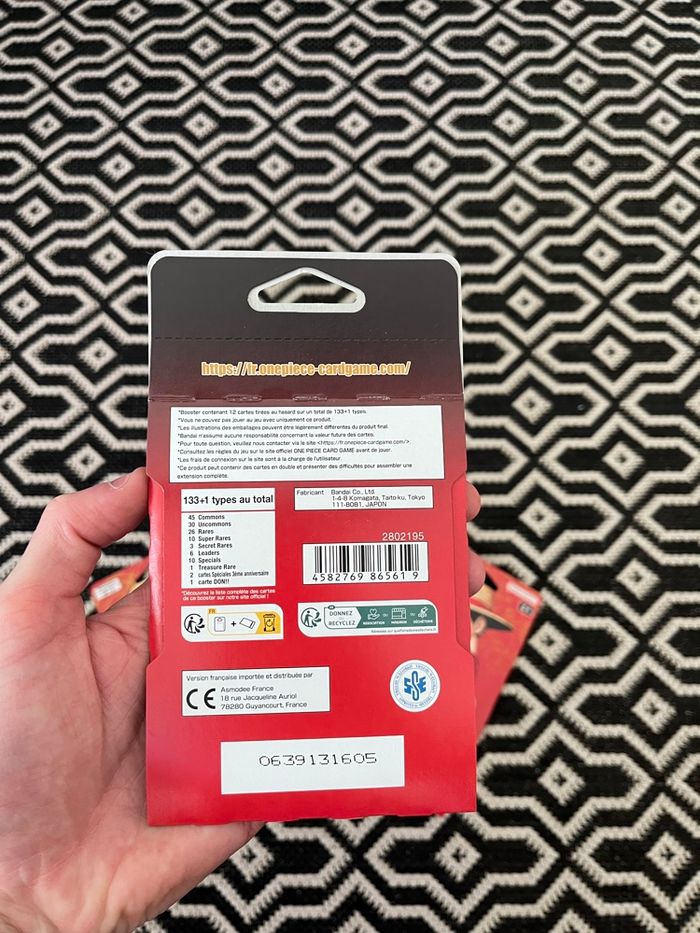 https://fr.onepiece-cardgame.com/
*Booster contenant 12 cartes tirées au hasard sur un total de 133+1 types.
*Vous ne pouvez pas jouer au jeu avec uniquement ce produit.
*Les illustrations des emballages peuvent être légèrement différentes du produit final.
*Bandai n'assume aucune responsabilité concernant la valeur future des cartes.
*Pour toute question, veuillez nous contacter via le site <https://fr.onepiece-cardgame.com/>.
*Consultez les règles du jeu sur le site officiel ONE PIECE CARD GAME avant de jouer.
*Les frais de connexion sur le site sont à la charge de l'utilisateur.
*Ce produit peut contenir des cartes en double et présenter des difficultés pour assembler une
extension complète.
133+1 types au total
45 Commons
30 Uncommons
26 Rares
10 Super Rares
3 Secret Rares
6 Leaders
10 Specials
1 Treasure Rare
2 cartes Spéciales 3ème anniversaire
1 carte DON!!
*Découvrez la liste complète des cartes
de ce booster sur notre site officiel !
Fabricant
Bandai Co., Ltd.
1-4-8 Komagata, Taito-ku, Tokyo
111-8081, JAPON
2802195
4582769 865619
FR
+
DONNEZ
ou
RECYCLEZ
ASSOCIATION
OU
MAGASIN
OU
DÉCHÈTERIE
Version française importée et distribuée par
CE
Asmodee France
18 rue Jacqueline Auriol
78280 Guyancourt, France
0639131605